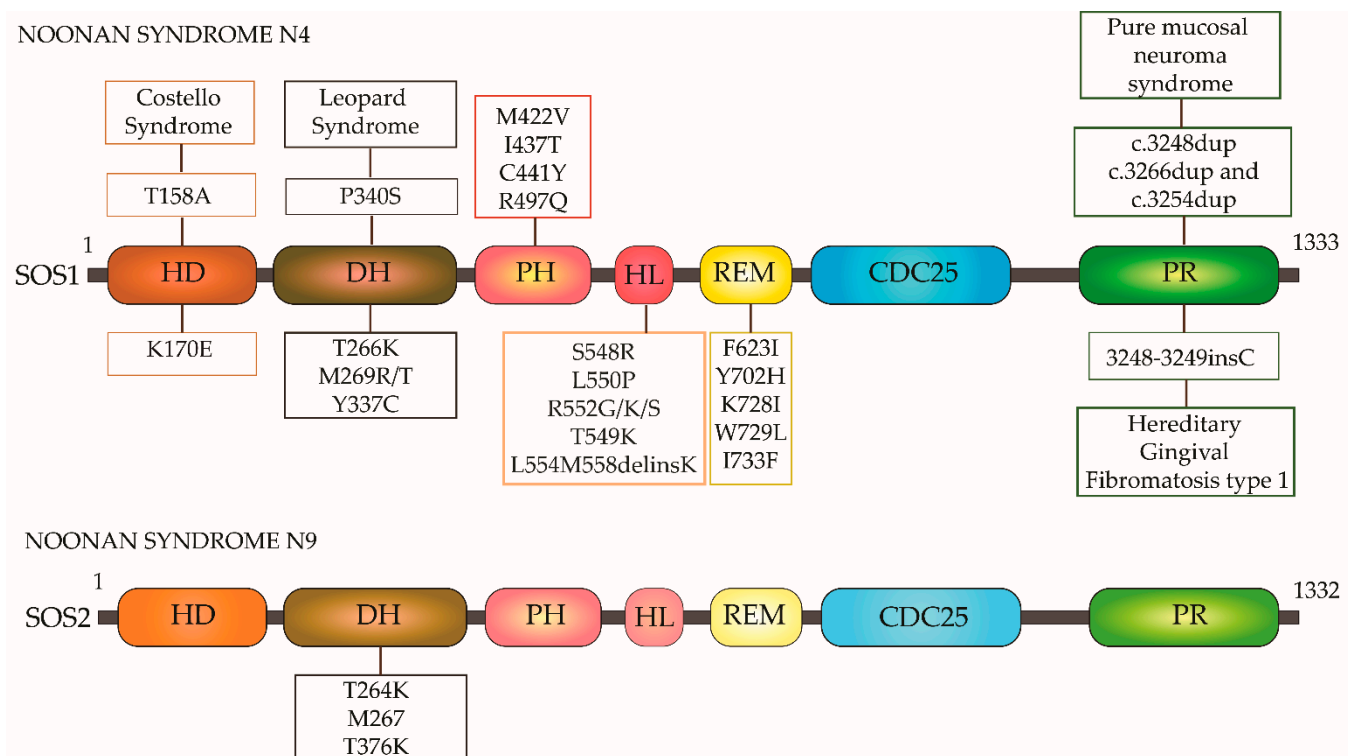 NOONAN SYNDROME N4
Costello
Syndrome
T158A
Leopard
Syndrome
P340S
M422V
I437T
C441Y
R497Q
Pure mucosal
neuroma
syndrome
c.3248dup
c.3266dup and
c.3254dup
SOS1
1
HD
DH
PH
HL
REM
CDC25
PR
1333
K170E
T266K
M269R/T
Y337C
S548R
L550P
R552G/K/S
T549K
L554M558delinsK
F623I
Y702H
K728I
W729L
I733F
3248-3249insC
Hereditary
Gingival
Fibromatosis type 1
NOONAN SYNDROME N9
SOS2
1
HD
DH
PH
HL
REM
CDC25
PR
1332
T264K
M267
T376K